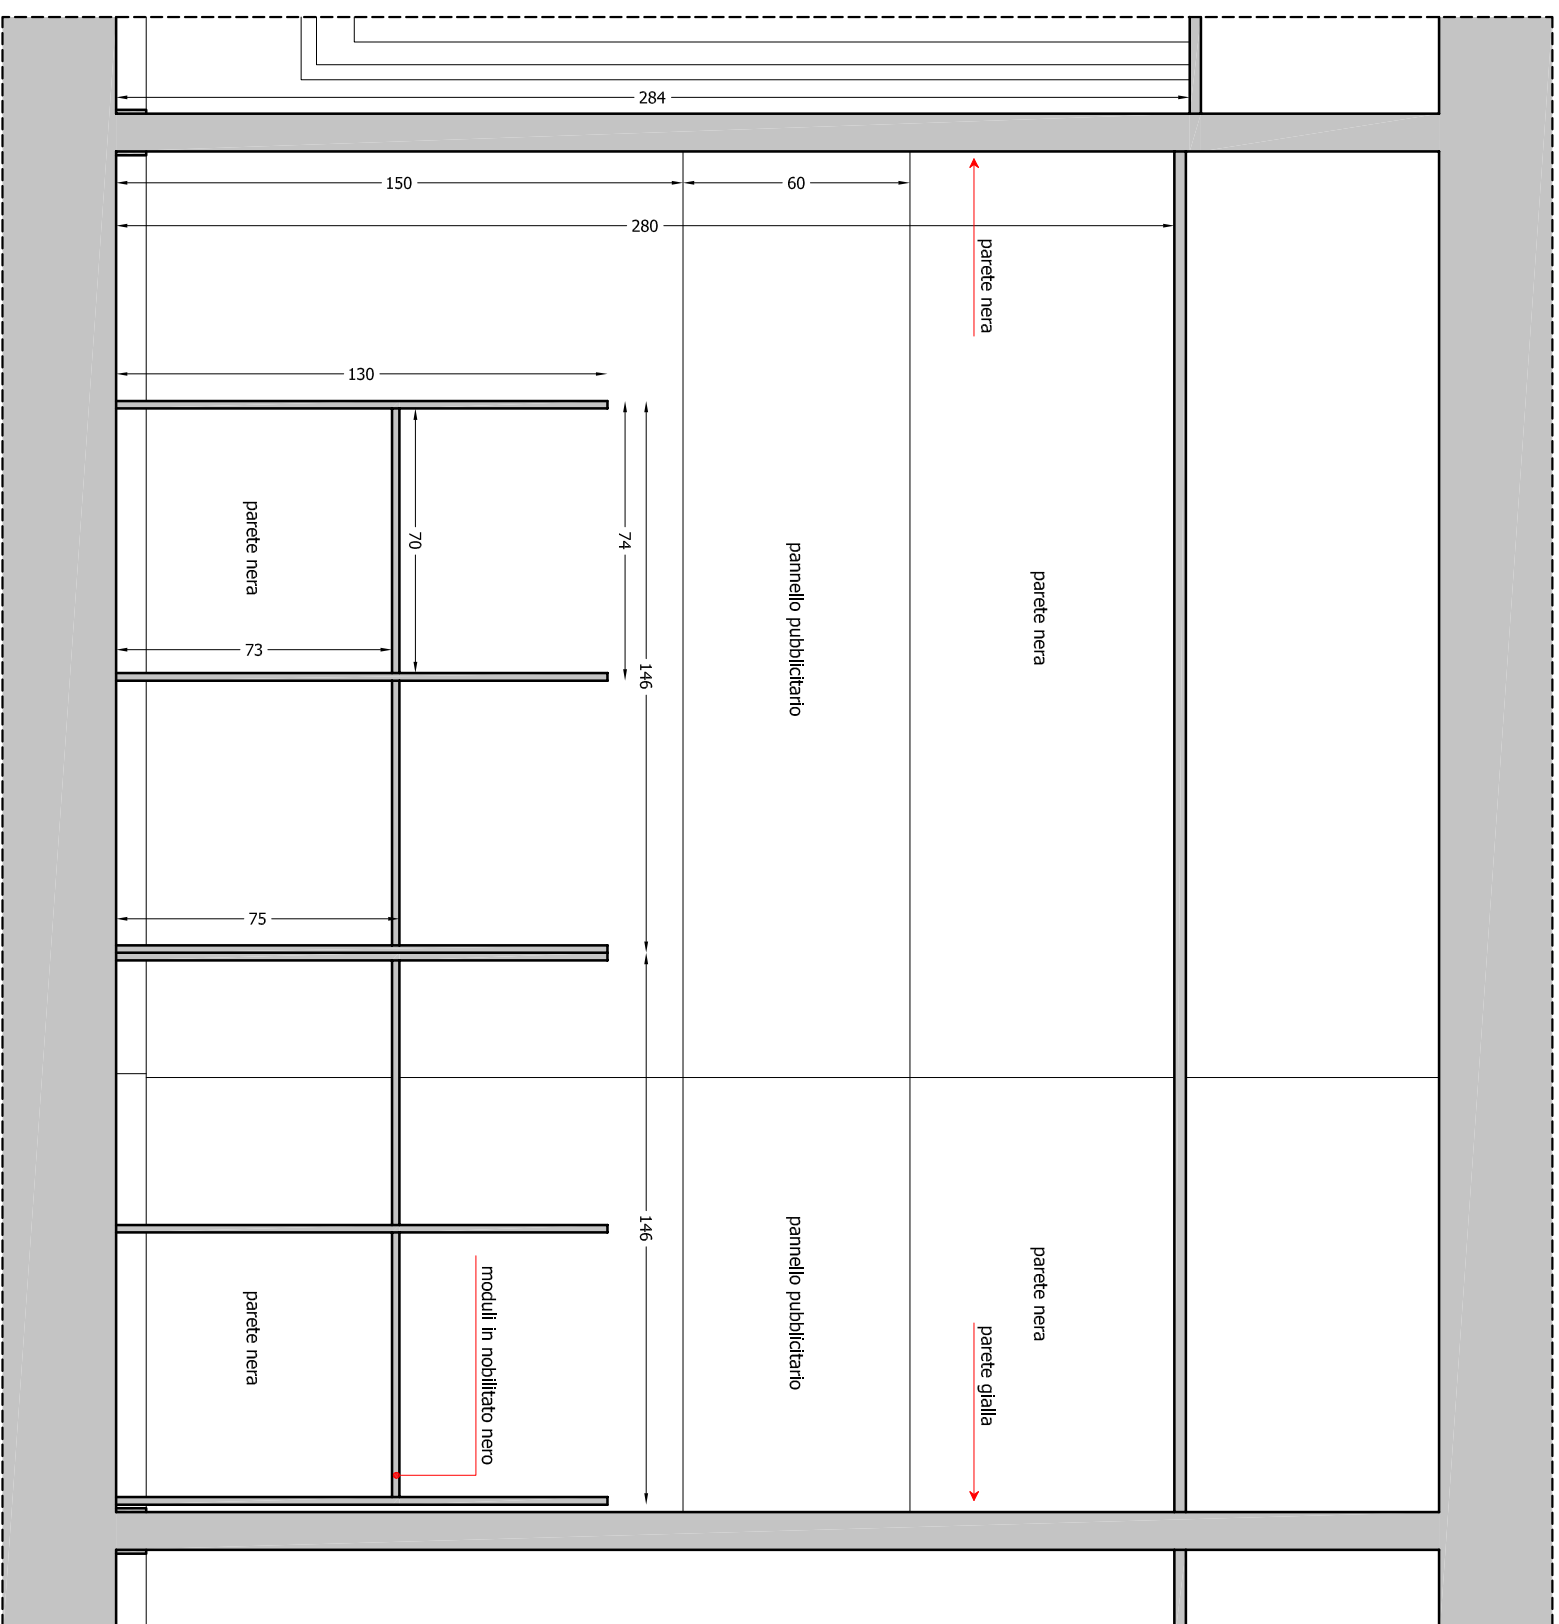 284
150
60
280
parete nera
130
parete nera
70
74
146
pannello pubblicitario
parete nera
73
75
146
parete nera
moduli in nobilitato nero
pannello pubblicitario
parete nera
parete gialla